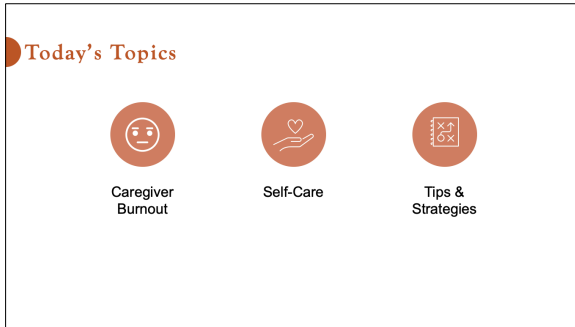 Today's Topics
Caregiver
Burnout
Self-Care
Tips &
Strategies